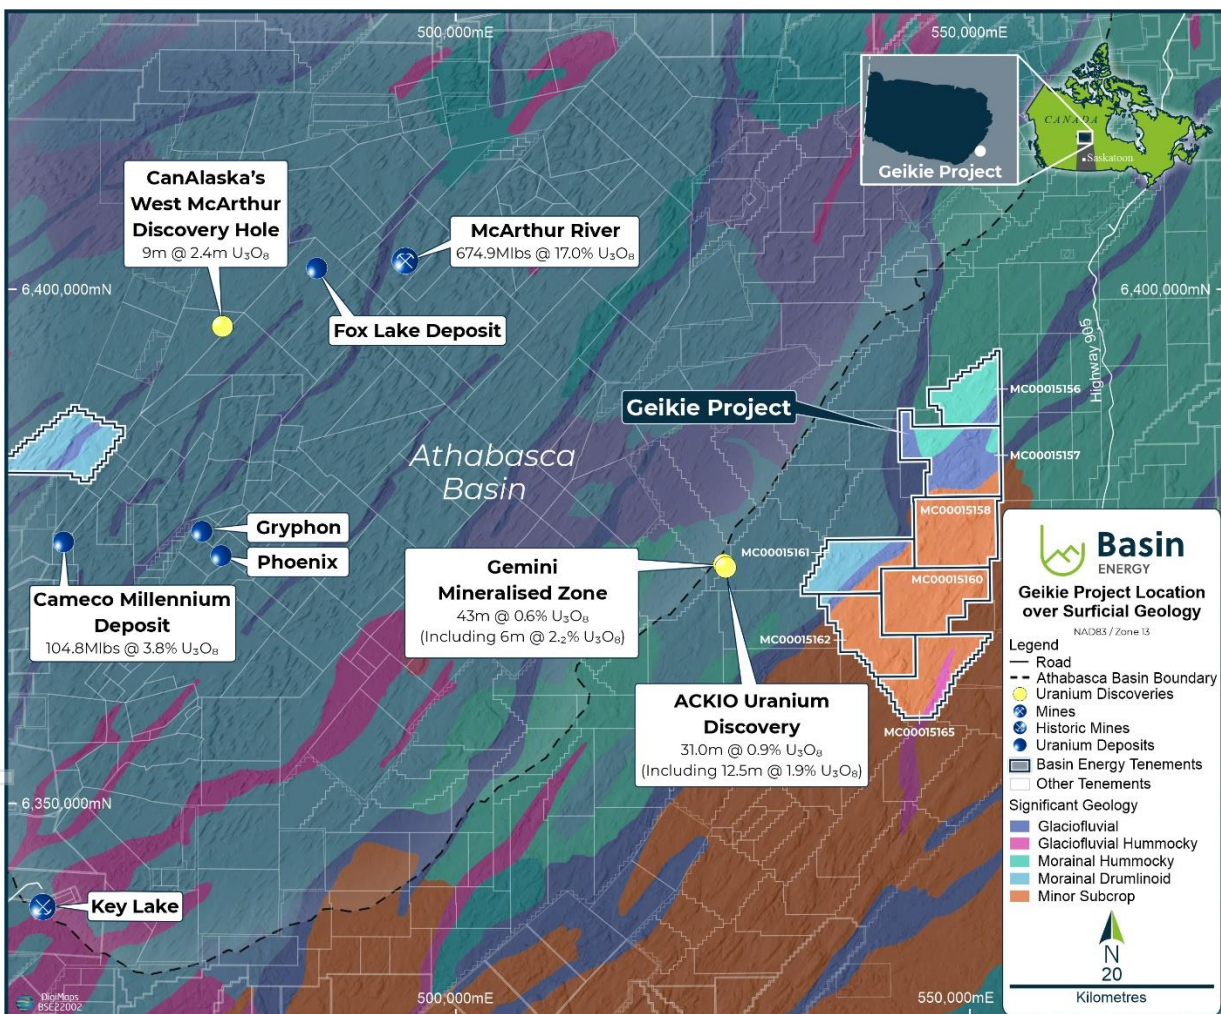 500,000mE
550,000mE
CANADA
Saskatoon
Geikie Project
CanAlaska's
West McArthur
Discovery Hole
9m @ 2.4m U₃O₈
McArthur River
674.9Mlbs @ 17.0% U₃O₈
6,400,000mN
6,400,000mN
Fox Lake Deposit
Highway 905
Geikie Project
MC00015156
MC00015157
Athabasca
Basin
MC00015158
Gryphon
Phoenix
MC00015161
MC00015160
Gemini
Mineralised Zone
43m @ 0.6% U₃O₈
(Including 6m @ 2.₂% U₃O₈)
Cameco Millennium
Deposit
104.8Mlbs @ 3.8% U₃O₈
MC00015162
ACKIO Uranium
Discovery
31.0m @ 0.9% U₃O₈
(Including 12.5m @ 1.9% U₃O₈)
MC00015165
6,350,000mN
Key Lake
Basin
ENERGY
Geikie Project Location
over Surficial Geology
NAD83 / Zone 13
Legend
Road
Athabasca Basin Boundary
Uranium Discoveries
Mines
Historic Mines
Uranium Deposits
Basin Energy Tenements
Other Tenements
Significant Geology
Glaciofluvial
Glaciofluvial Hummocky
Morainal Hummocky
Morainal Drumlinoid
Minor Subcrop
N
20
Kilometres
DigiMaps
BSE22002
500,000mE
550,000mE